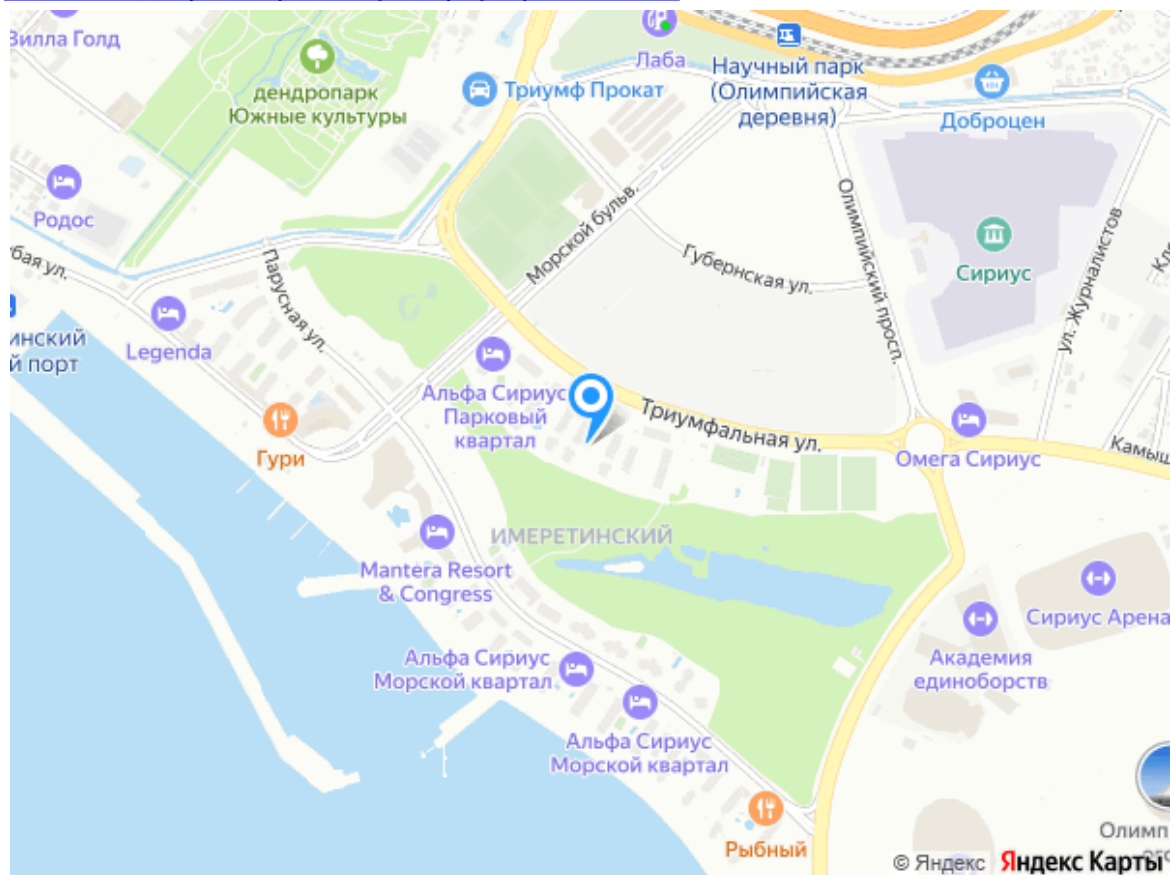 Вилла Голд
дендропарк
Южные культуры
Триумф Прокат
Лаба
Научный парк
(Олимпийская
деревня)
Доброцен
Родос
Морской бульв.
Губернская ул.
Олимпийский просп.
Сириус
ул. Журналистов
бая ул.
Парусная ул.
инский
й порт
Legenda
Альфа Сириус
Парковый
квартал
Триумфальная ул.
Гури
Омега Сириус
Камыш
ИМЕРЕТИНСКИЙ
Mantera Resort
& Congress
Сириус Арена
Академия
единоборств
Альфа Сириус
Морской квартал
Альфа Сириус
Морской квартал
Рыбный
Олимп
© Яндекс Яндекс Карты